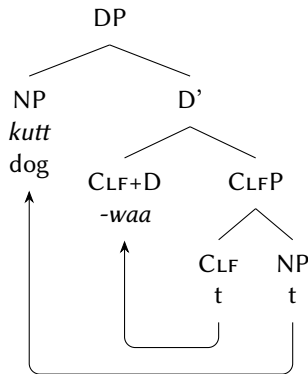 DP
NP D’
kutt
dog CLF+D CLFP
-waa
CLF NP
t t